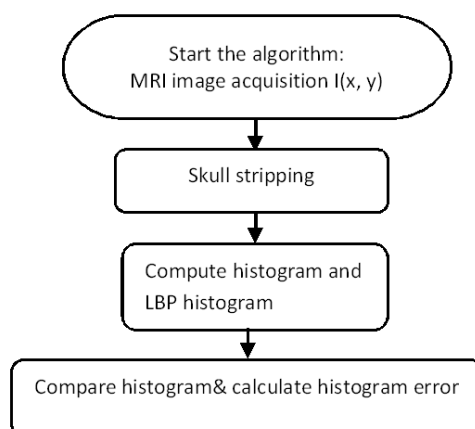 Start the algorithm:
MRI image acquisition I(x, y)
Skull stripping
Compute histogram and
LBP histogram
Compare histogram& calculate histogram error